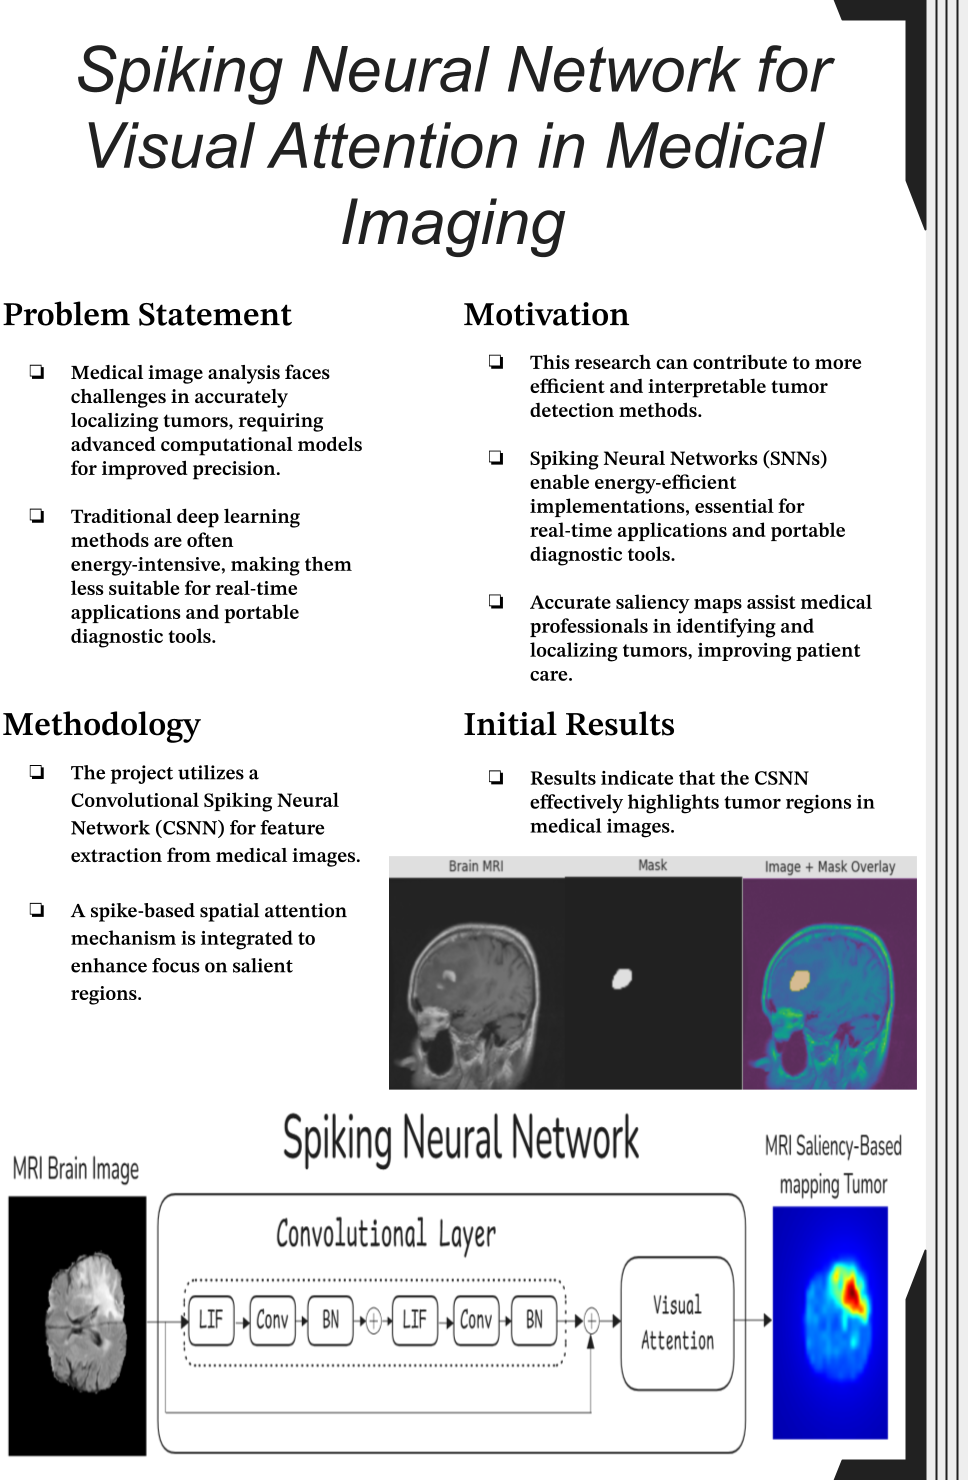 Spiking Neural Network for
Visual Attention in Medical
Imaging
Problem Statement
❏ Medical image analysis faces
challenges in accurately
localizing tumors, requiring
advanced computational models
for improved precision.
❏ Traditional deep learning
methods are often
energy-intensive, making them
less suitable for real-time
applications and portable
diagnostic tools.
Motivation
❏ This research can contribute to more
efficient and interpretable tumor
detection methods.
❏ Spiking Neural Networks (SNNs)
enable energy-efficient
implementations, essential for
real-time applications and portable
diagnostic tools.
❏ Accurate saliency maps assist medical
professionals in identifying and
localizing tumors, improving patient
care.
Methodology
❏ The project utilizes a
Convolutional Spiking Neural
Network (CSNN) for feature
extraction from medical images.
❏ A spike-based spatial attention
mechanism is integrated to
enhance focus on salient
regions.
Initial Results
❏ Results indicate that the CSNN
effectively highlights tumor regions in
medical images.
Brain MRI
Mask
Image + Mask Overlay
Spiking Neural Network
MRI Brain Image
Convolutional Layer
LIF
Conv
BN
+
LIF
Conv
BN
+
Visual
Attention
MRI Saliency-Based
mapping Tumor